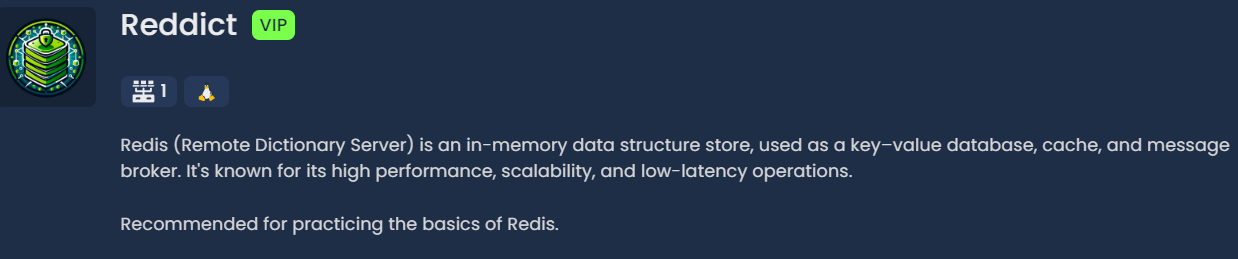 Reddict VIP
1
Redis (Remote Dictionary Server) is an in-memory data structure store, used as a key–value database, cache, and message
broker. It's known for its high performance, scalability, and low-latency operations.
Recommended for practicing the basics of Redis.